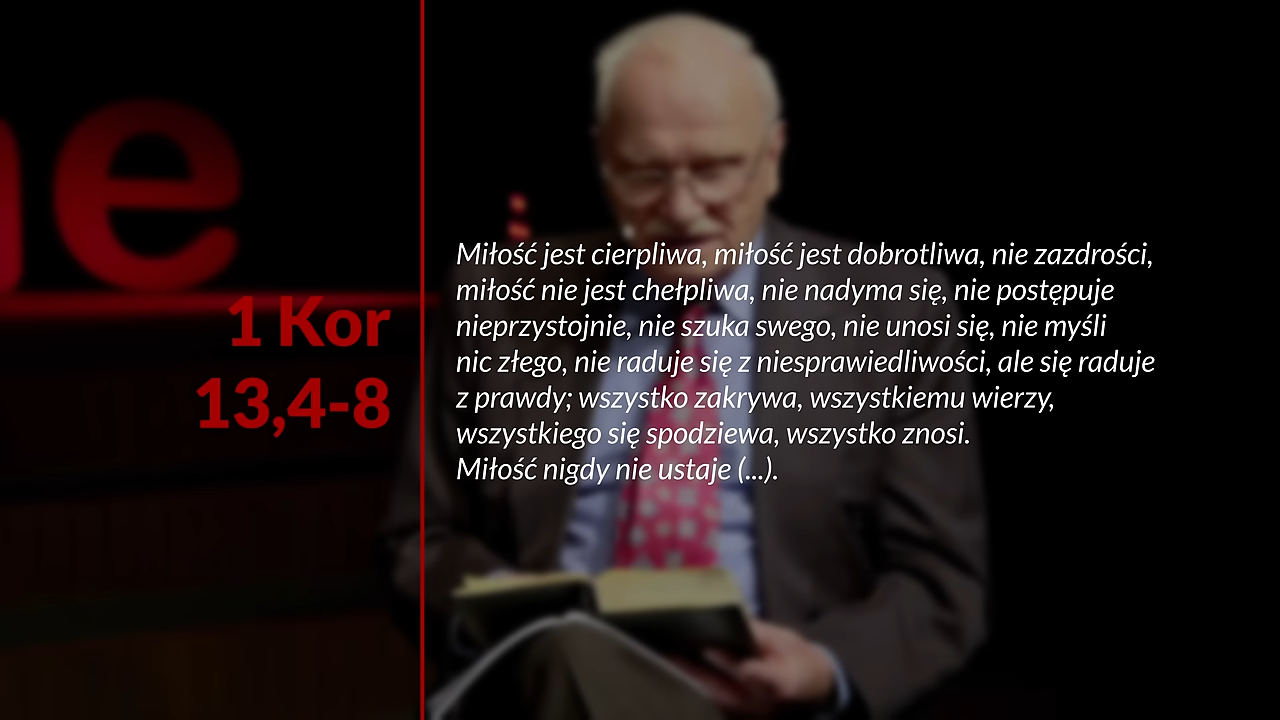 ne
1 Kor
13,4-8
Miłość jest cierpliwa, miłość jest dobrotliwa, nie zazdrości,
miłość nie jest chełpliwa, nie nadyma się, nie postępuje
nieprzystojnie, nie szuka swego, nie unosi się, nie myśli
nic złego, nie raduje się z niesprawiedliwości, ale się raduje
z prawdy; wszystko zakrywa, wszystkiemu wierzy,
wszystkiego się spodziewa, wszystko znosi.
Miłość nigdy nie ustaje (...).